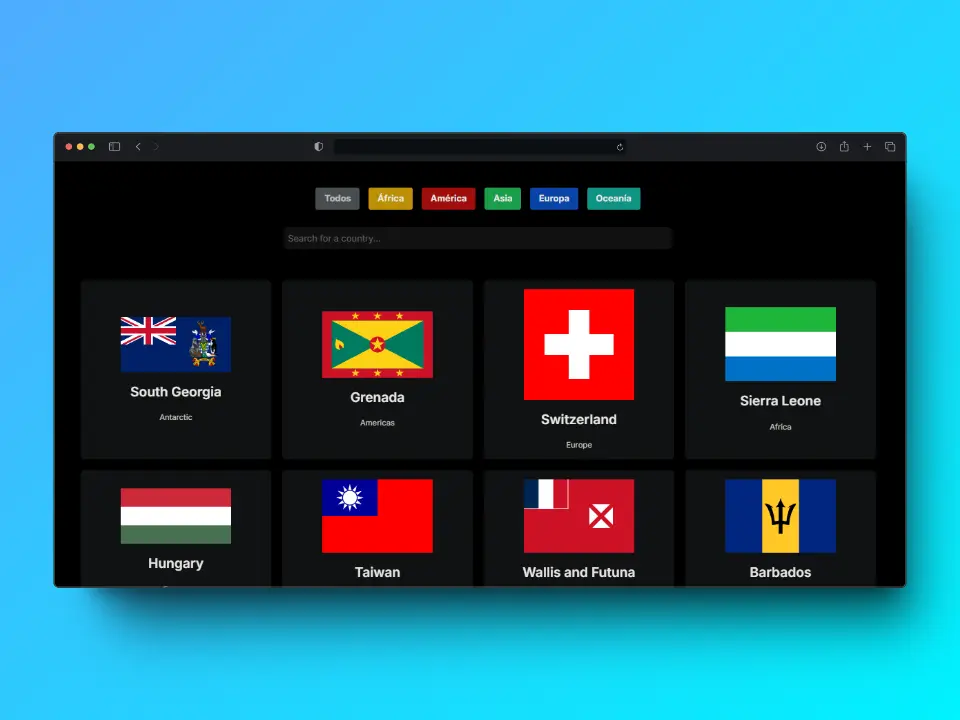 Todos África América Asia Europa Oceanía
Search for a country...
South Georgia
Antarctic
Grenada
Americas
Switzerland
Europe
Sierra Leone
Africa
Hungary
Taiwan
Wallis and Futuna
Barbados